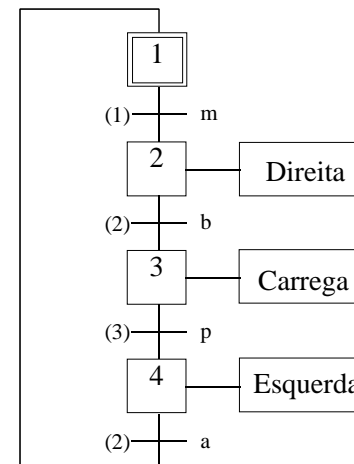 1
(1) m
2 Direita
(2) b
3 Carrega
(3) p
4 Esquerda
(2) a